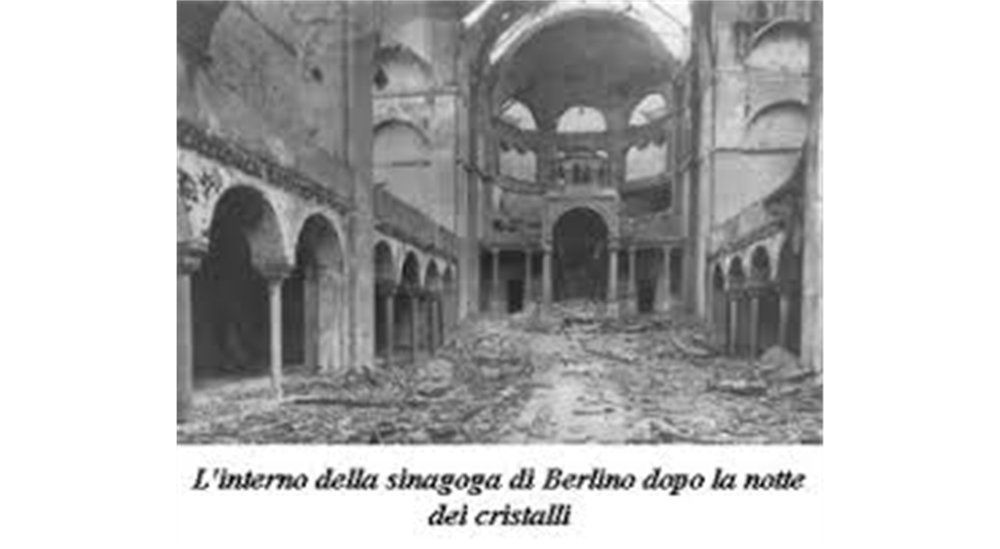 L'interno della sinagoga di Berlino dopo la notte
dei cristalli